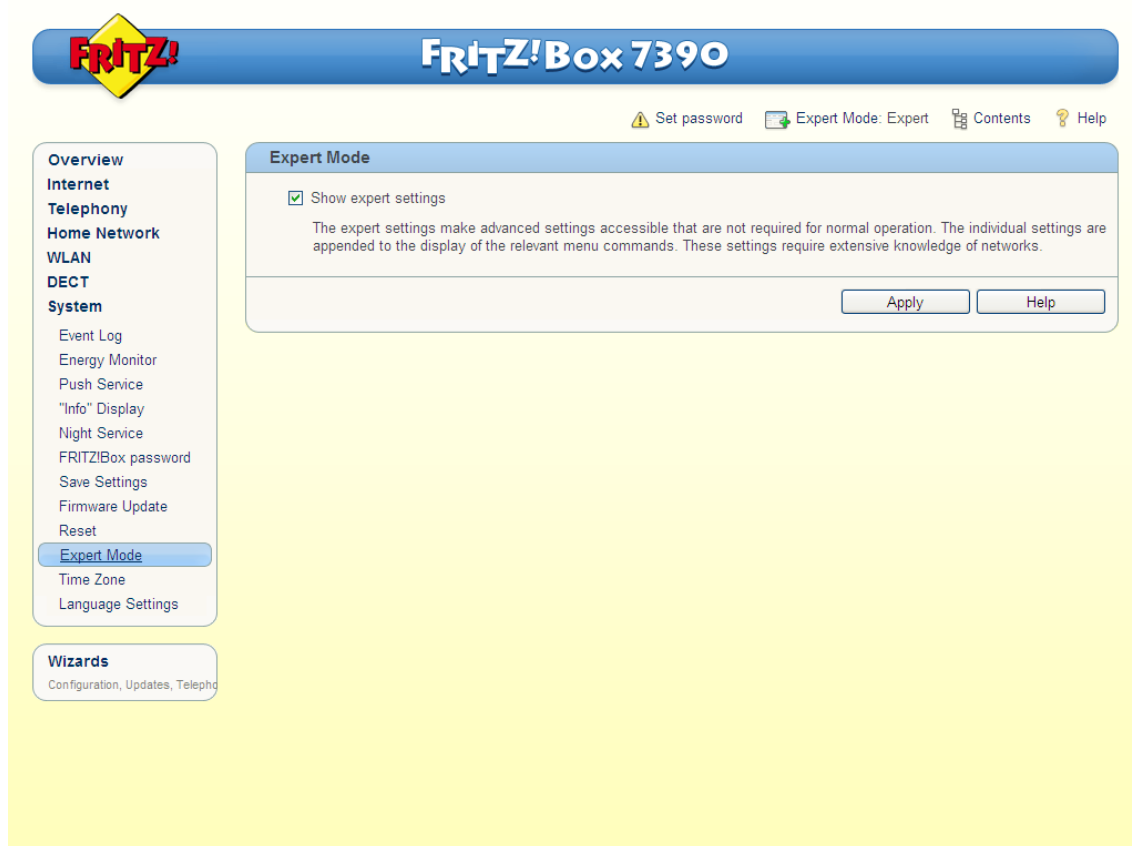 FRITZ!
FRITZ!Box 7390
Set password Expert Mode: Expert Contents Help
Overview
Internet
Telephony
Home Network
WLAN
DECT
System
Event Log
Energy Monitor
Push Service
"Info" Display
Night Service
FRITZ!Box password
Save Settings
Firmware Update
Reset
Expert Mode
Time Zone
Language Settings
Wizards
Configuration, Updates, Telepho
Expert Mode
Show expert settings
The expert settings make advanced settings accessible that are not required for normal operation. The individual settings are
appended to the display of the relevant menu commands. These settings require extensive knowledge of networks.
Apply Help